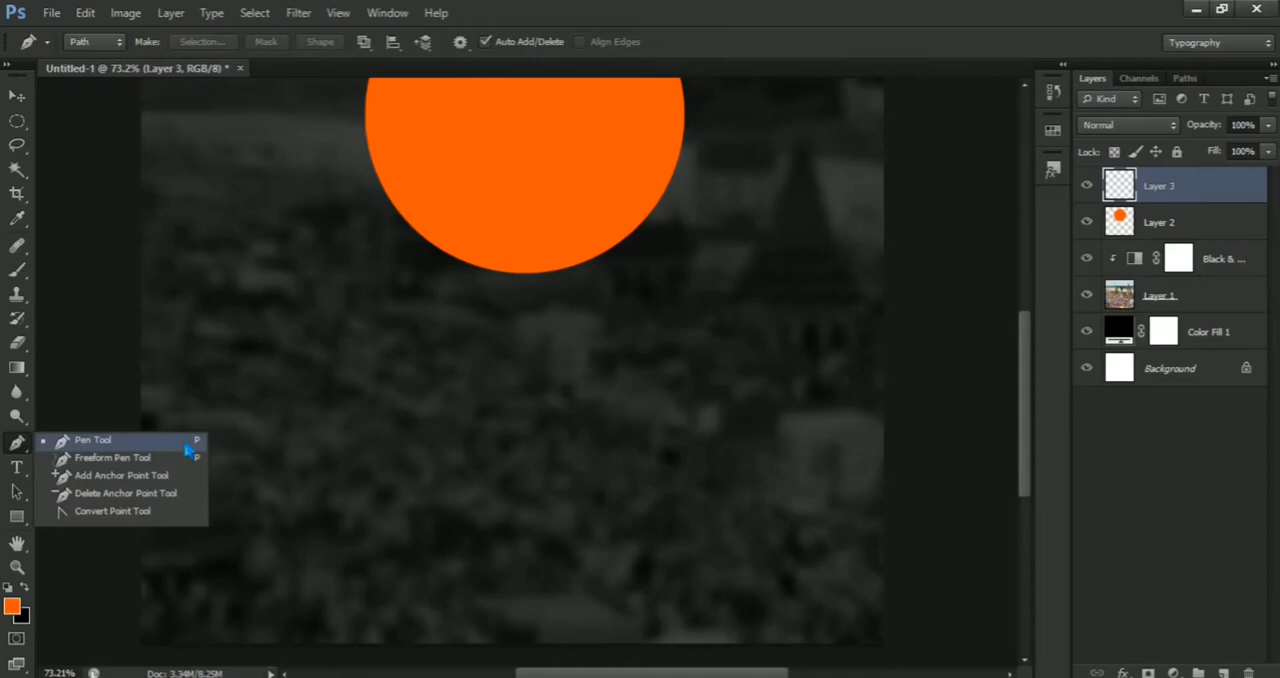 Ps File Edit Image Layer Type Select Filter View Window Help
Path Make: Selection... Mask Shape Auto Add/Delete Align Edges Typography
Untitled-1 @ 73.2% (Layer 3, RGB/8) * ×
Layers Channels Paths
Kind
Normal Opacity: 100%
Lock: Fill: 100%
Layer 3
Layer 2
Black & ...
Layer 1
Color Fill 1
Background
Pen Tool P
Freeform Pen Tool P
Add Anchor Point Tool
Delete Anchor Point Tool
Convert Point Tool
73.21% Doc: 3.34M/8.25M